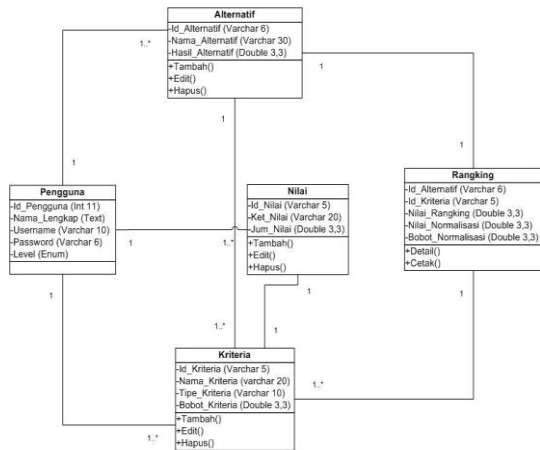 Alternatif
-Id_Alternatif (Varchar 6)
-Nama_Alternatif (Varchar 30)
-Hasil_Alternatif (Double 3,3)
+Tambah()
+Edit()
+Hapus()
1..*
1
1
1
Pengguna
-Id_Pengguna (Int 11)
-Nama_Lengkap (Text)
-Username (Varchar 10)
-Password (Varchar 6)
-Level (Enum)
1
1
1..*
Nilai
-Id_Nilai (Varchar 5)
-Ket_Nilai (Varchar 20)
-Jum_Nilai (Double 3,3)
+Tambah()
+Edit()
+Hapus()
1
1
Rangking
-Id_Alternatif (Varchar 6)
-Id_Kriteria (Varchar 5)
-Nilai_Rangking (Double 3,3)
-Nilai_Normalisasi (Double 3,3)
-Bobot_Normalisasi (Double 3,3)
+Detail()
+Cetak()
1
1
1..*
Kriteria
-Id_Kriteria (Varchar 5)
-Nama_Kriteria (varchar 20)
-Tipe_Kriteria (Varchar 10)
-Bobot_Kriteria (Double 3,3)
+Tambah()
+Edit()
+Hapus()
1..*
1..*